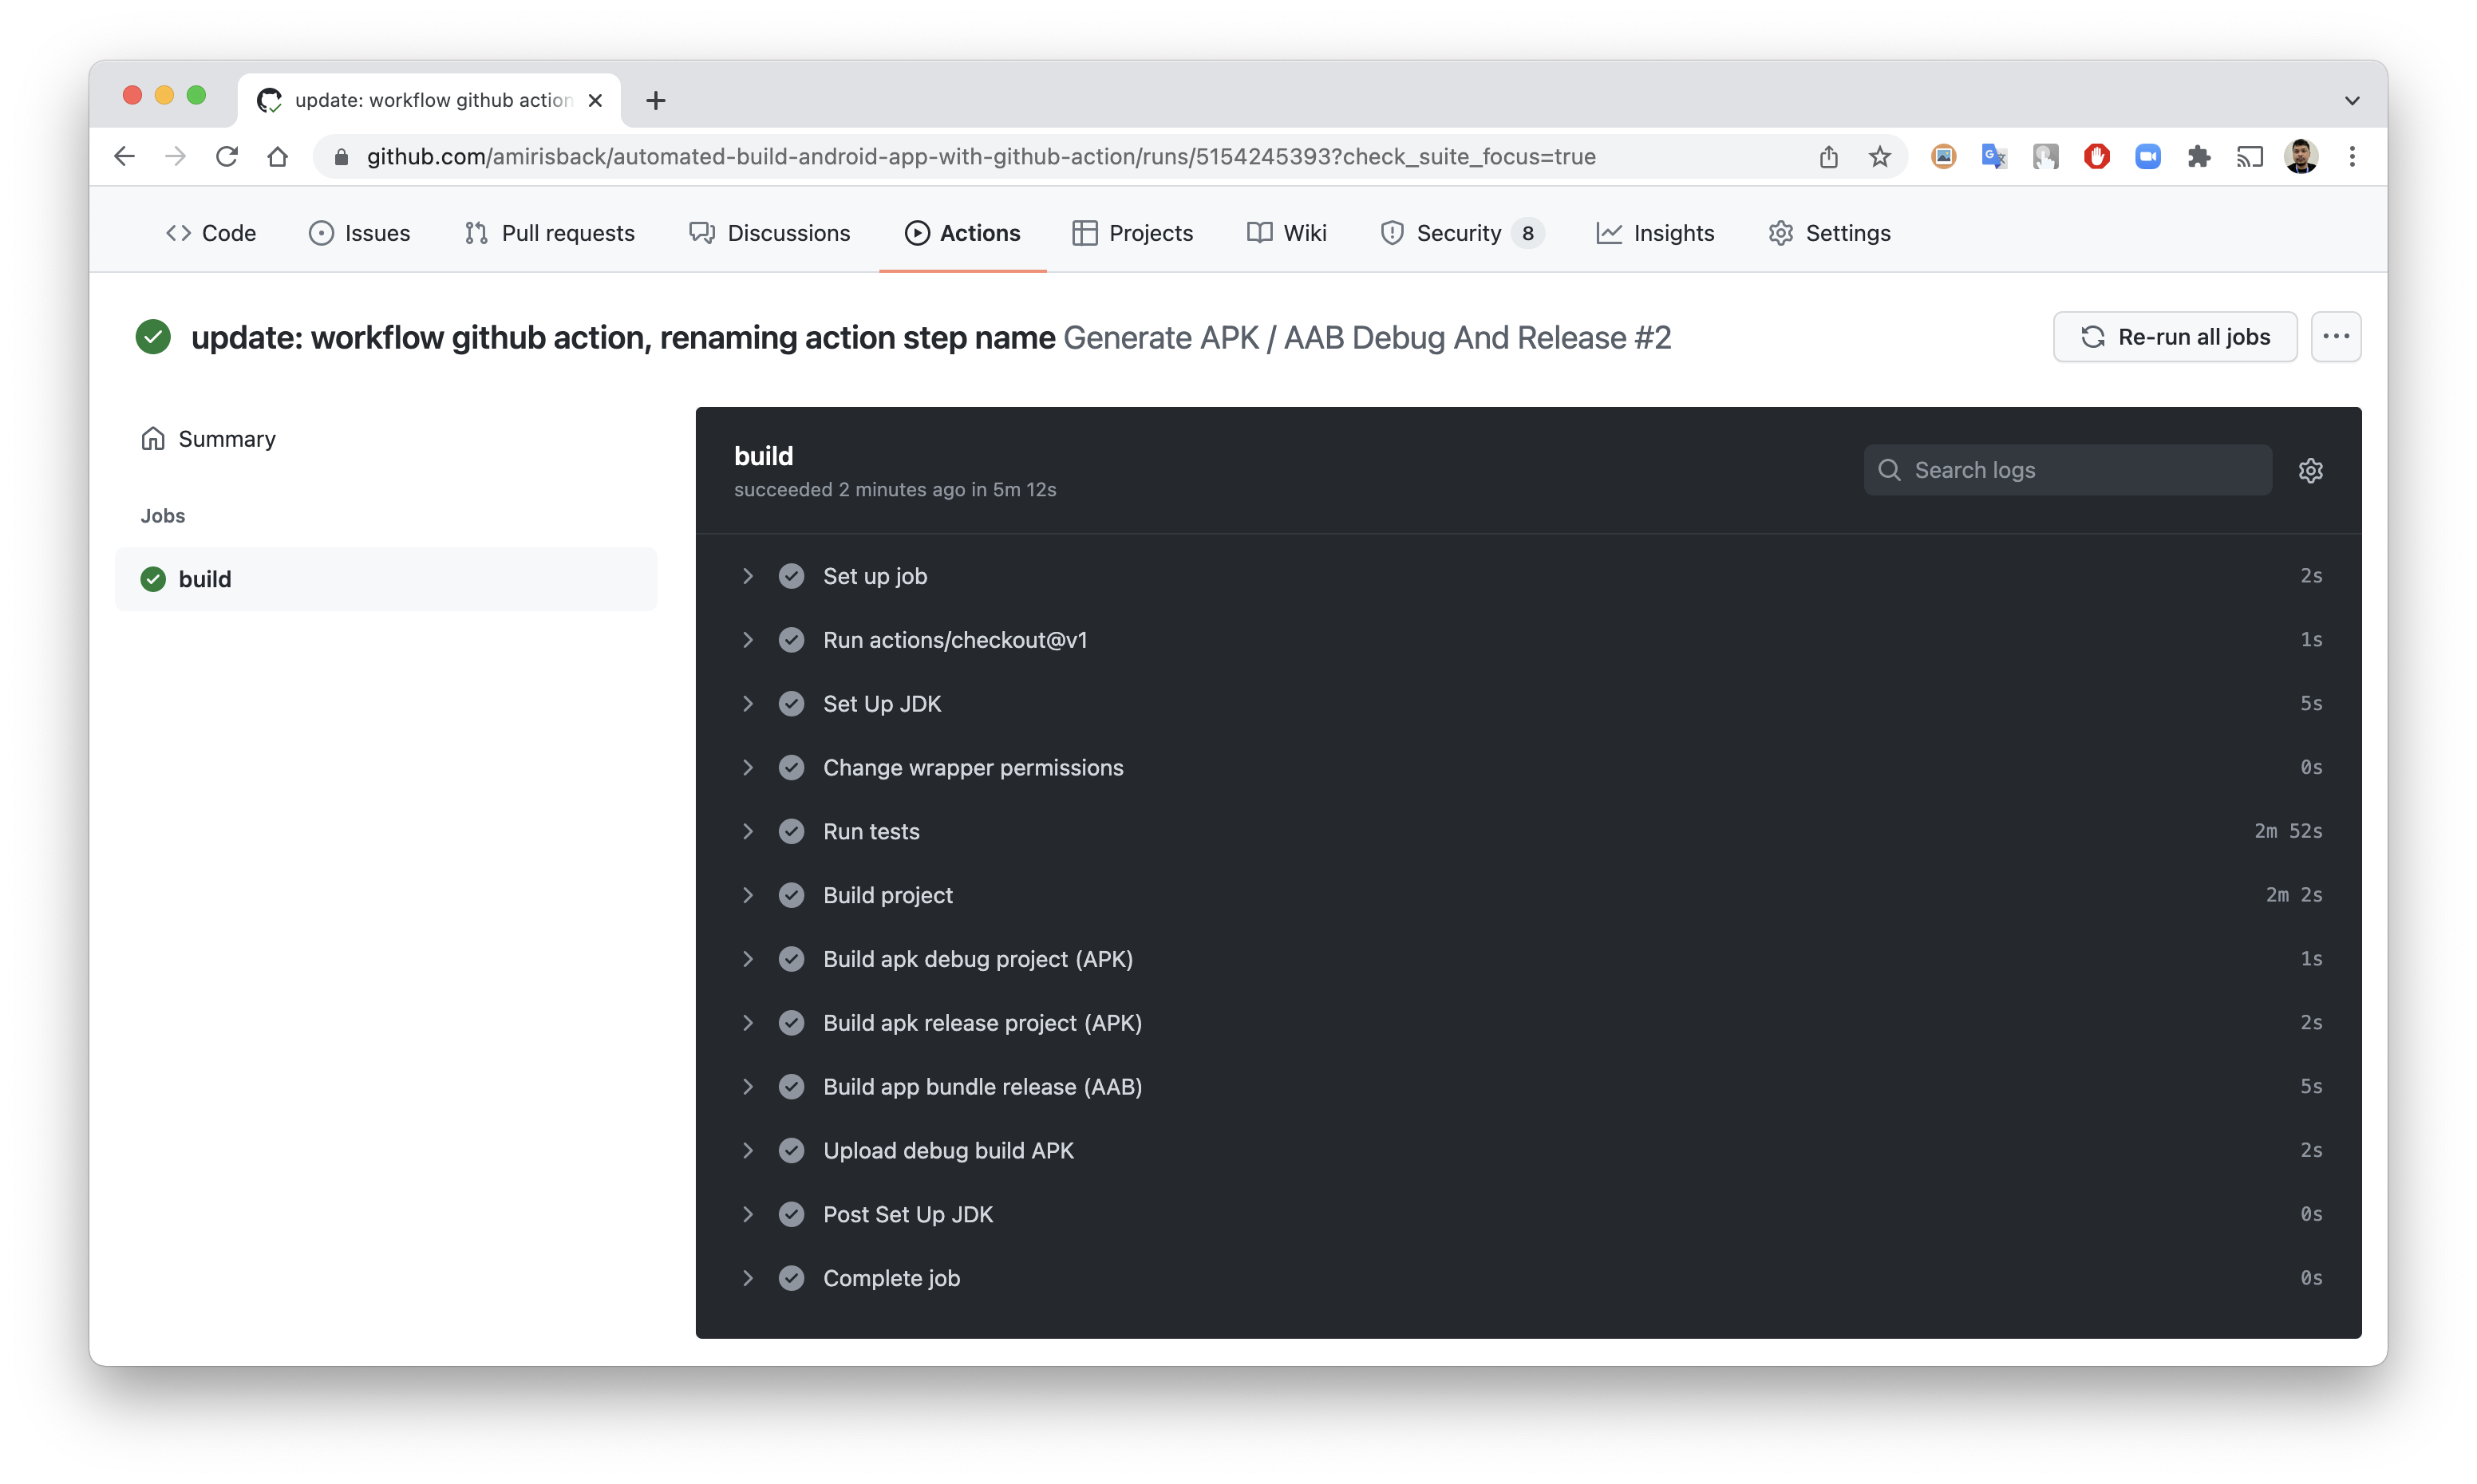 update: workflow github action
github.com/amirisback/automated-build-android-app-with-github-action/runs/5154245393?check_suite_focus=true
Code Issues Pull requests Discussions Actions Projects Wiki Security 8 Insights Settings
update: workflow github action, renaming action step name Generate APK / AAB Debug And Release #2 Re-run all jobs
Summary
Jobs
build
build
succeeded 2 minutes ago in 5m 12s
Search logs
Set up job 2s
Run actions/checkout@v1 1s
Set Up JDK 5s
Change wrapper permissions 0s
Run tests 2m 52s
Build project 2m 2s
Build apk debug project (APK) 1s
Build apk release project (APK) 2s
Build app bundle release (AAB) 5s
Upload debug build APK 2s
Post Set Up JDK 0s
Complete job 0s